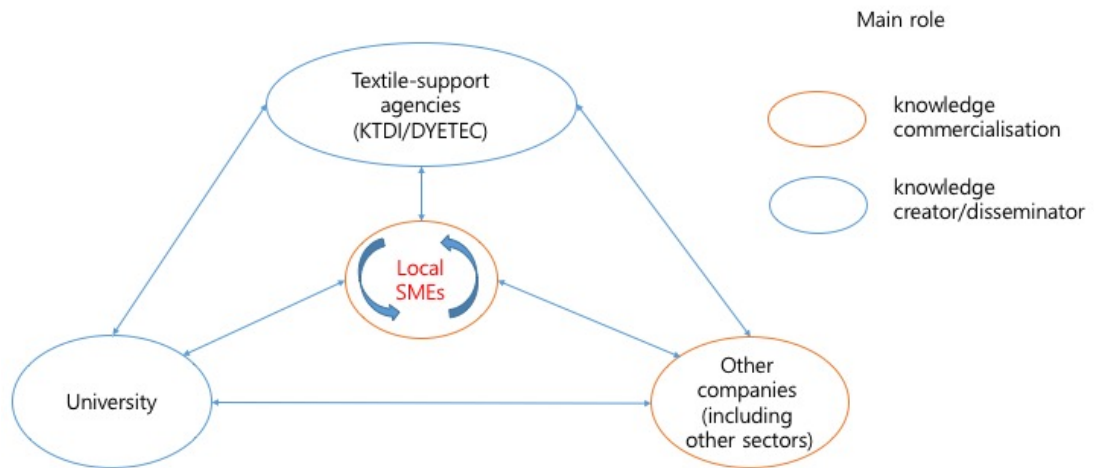 Main role
Textile-support
agencies
(KTDI/DYETEC)
knowledge
commercialisation
knowledge
creator/disseminator
Local
SMEs
University
Other
companies
(including
other sectors)